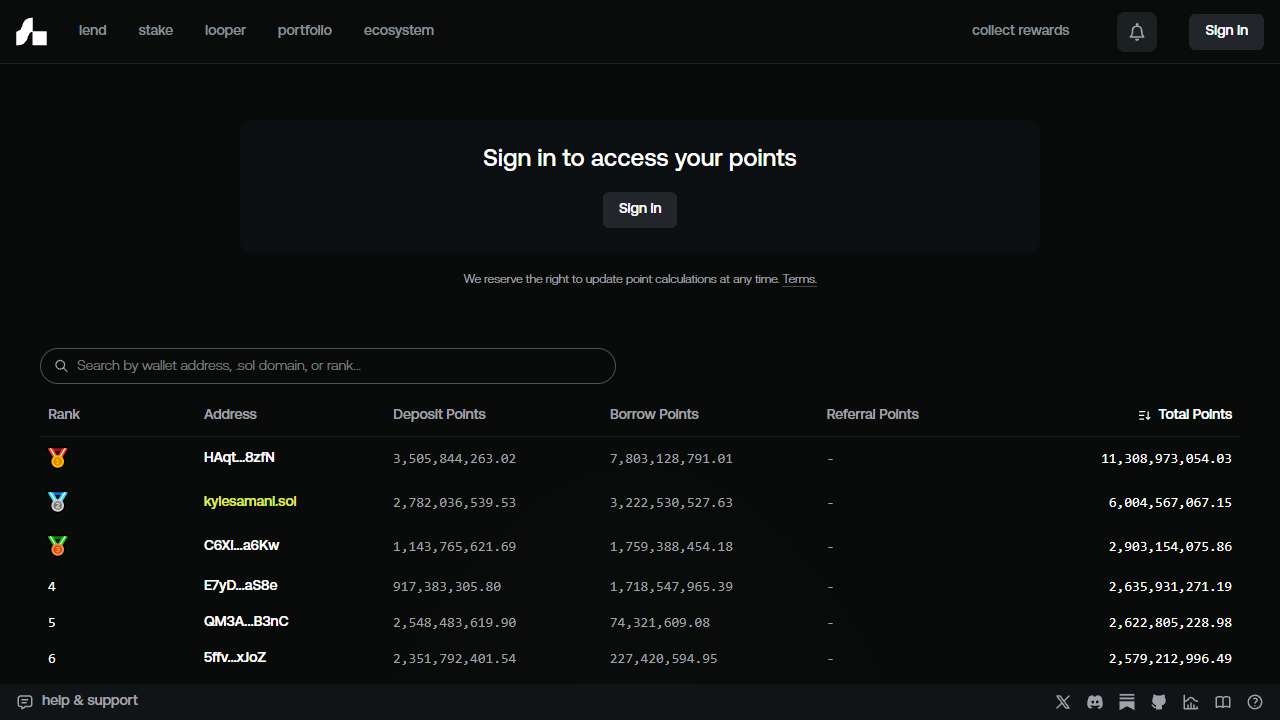 lend stake looper portfolio ecosystem collect rewards Sign In
Sign in to access your points
Sign In
We reserve the right to update point calculations at any time. Terms.
Search by wallet address, .sol domain, or rank...
Rank Address Deposit Points Borrow Points Referral Points Total Points
HAqt...8zfN 3,505,844,263.02 7,803,128,791.01 - 11,308,973,054.03
kylesamani.sol 2,782,036,539.53 3,222,530,527.63 - 6,004,567,067.15
C6Xl...a6Kw 1,143,765,621.69 1,759,388,454.18 - 2,903,154,075.86
4 E7yD...aS8e 917,383,305.80 1,718,547,965.39 - 2,635,931,271.19
5 QM3A...B3nC 2,548,483,619.90 74,321,609.08 - 2,622,805,228.98
6 5ffv...xJoZ 2,351,792,401.54 227,420,594.95 - 2,579,212,996.49
help & support